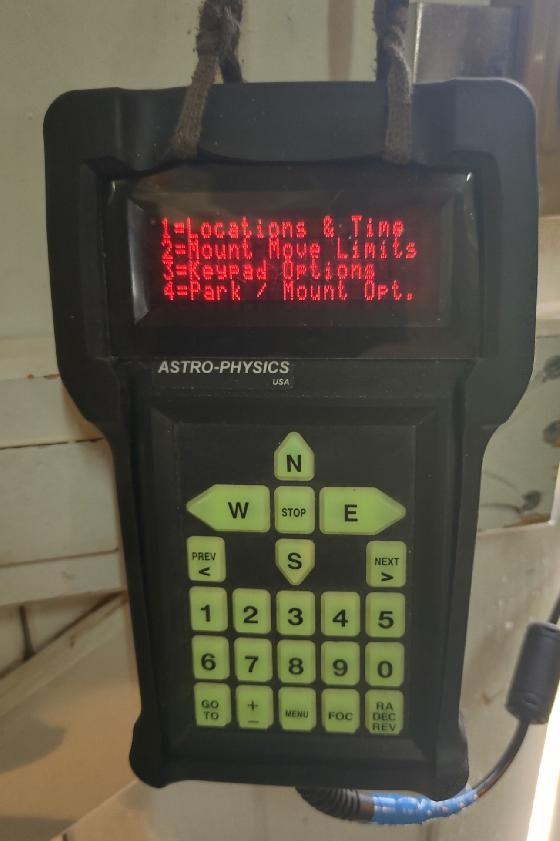 1=Locations & Time
2=Mount Move Limits
3=Keypad Options
4=Park / Mount Opt.
ASTRO-PHYSICS
USA
N
W STOP E
S
PREV
<
NEXT
>
1 2 3 4 5
6 7 8 9 0
GO
TO
+
−
MENU
FOC
RA
DEC
REV